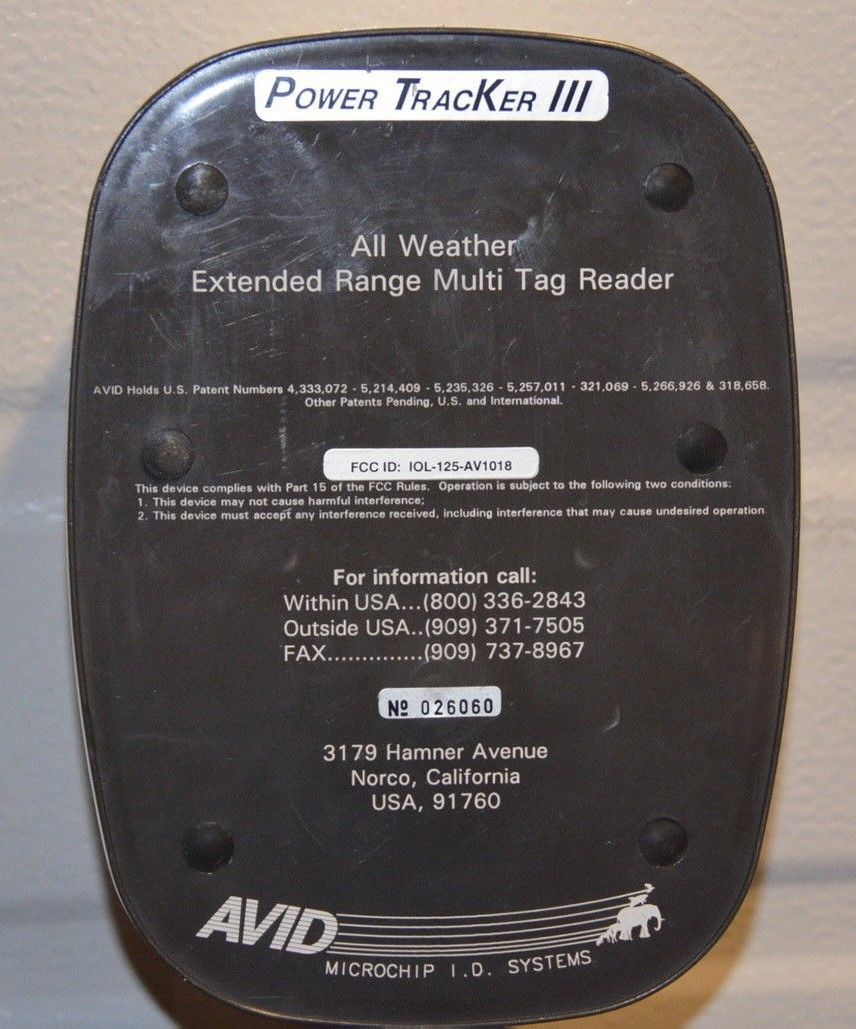 POWER TRACKER III
All Weather
Extended Range Multi Tag Reader
AVID Holds U.S. Patent Numbers 4,333,072 - 5,214,409 - 5,235,326 - 5,257,011 - 321,069 - 5,266,926 & 318,658.
Other Patents Pending, U.S. and International.
FCC ID: IOL-125-AV1018
This device complies with Part 15 of the FCC Rules. Operation is subject to the following two conditions:
1. This device may not cause harmful interference;
2. This device must accept any interference received, including interference that may cause undesired operation
For information call:
Within USA...(800) 336-2843
Outside USA..(909) 371-7505
FAX..............(909) 737-8967
№ 026060
3179 Hamner Avenue
Norco, California
USA, 91760
AVID
MICROCHIP I.D. SYSTEMS